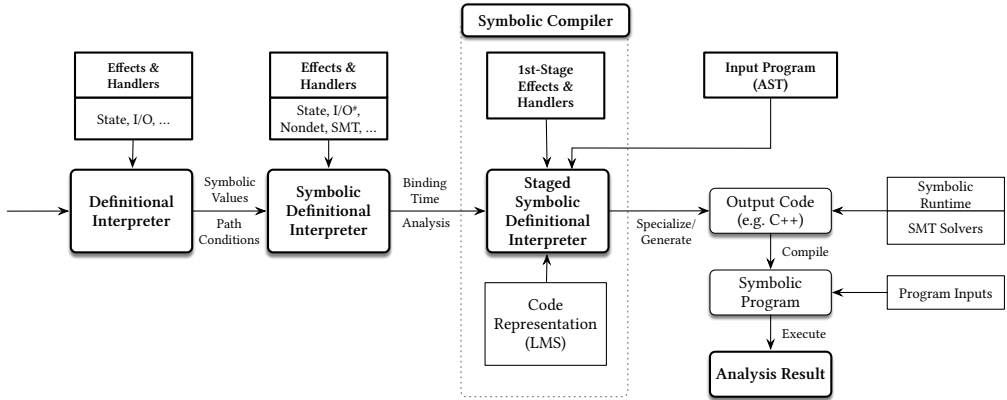 Symbolic Compiler
Effects &
Handlers
State, I/O, ...
Effects &
Handlers
State, I/O#,
Nondet, SMT, ...
1st-Stage
Effects &
Handlers
Input Program
(AST)
Definitional
Interpreter
Symbolic
Values
Path
Conditions
Symbolic
Definitional
Interpreter
Binding
Time
Analysis
Staged
Symbolic
Definitional
Interpreter
Specialize/
Generate
Output Code
(e.g. C++)
Symbolic
Runtime
SMT Solvers
Compile
Symbolic
Program
Program Inputs
Code
Representation
(LMS)
Execute
Analysis Result